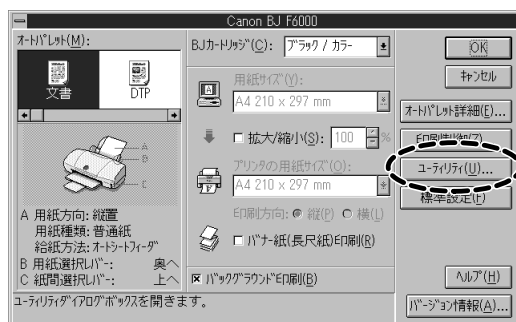 Canon BJ F6000
ｵｰﾄﾊﾟﾚｯﾄ(M):
文書
DTP
A
B
C
A 用紙方向: 縦置
用紙種類: 普通紙
給紙方法: ｵｰﾄｼｰﾄﾌｨｰﾀﾞ
B 用紙選択ﾚﾊﾞｰ: 奥へ
C 紙間選択ﾚﾊﾞｰ: 上へ
BJｶｰﾄﾘｯｼﾞ(C): ﾌﾞﾗｯｸ / ｶﾗｰ
用紙ｻｲｽﾞ(Y):
A4 210 x 297 mm
拡大/縮小(S): 100 %
ﾌﾟﾘﾝﾀの用紙ｻｲｽﾞ(O):
A4 210 x 297 mm
印刷方向: 縦(P) 横(L)
ﾊﾞﾅｰ紙(長尺紙)印刷(R)
ﾊﾞｯｸｸﾞﾗｳﾝﾄﾞ印刷(B)
OK
ｷｬﾝｾﾙ
ｵｰﾄﾊﾟﾚｯﾄ詳細(E)...
印刷制御(Z)...
ﾕｰﾃｨﾘﾃｨ(U)...
標準設定(F)
ﾍﾙﾌﾟ(H)
ﾊﾞｰｼﾞｮﾝ情報(A)...
ﾕｰﾃｨﾘﾃｨﾀﾞｲｱﾛｸﾞﾎﾞｯｸｽを開きます。